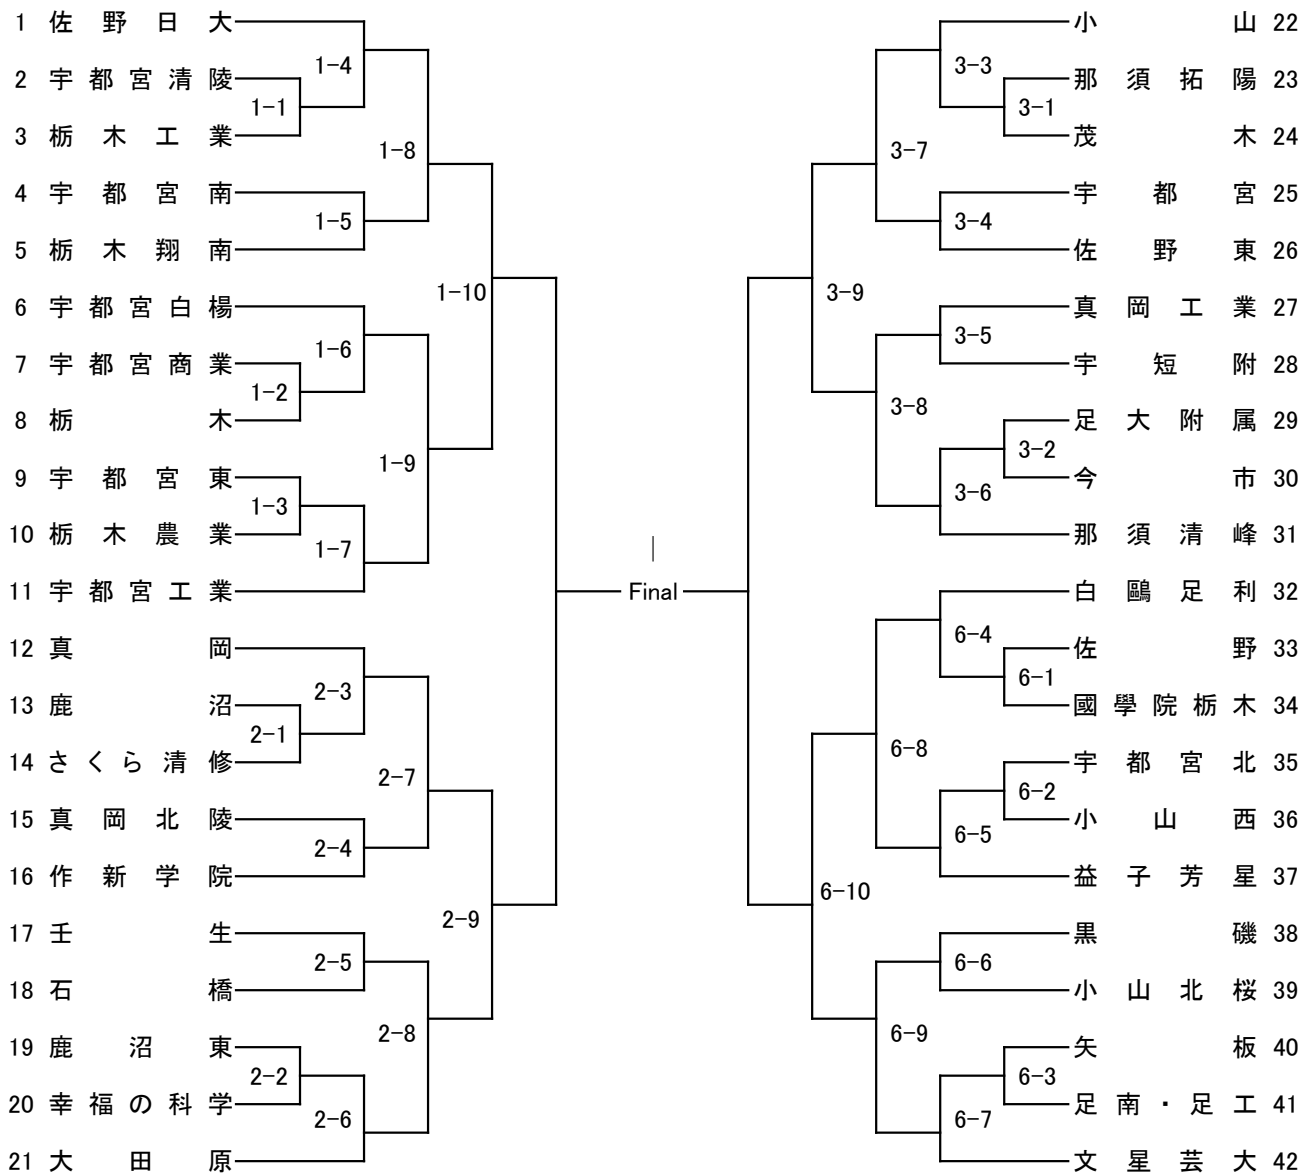 1 佐野日大
1-4
2 宇都宮清陵
1-1
3 栃木工業
1-8
4 宇都宮南
1-5
5 栃木翔南
1-10
6 宇都宮白楊
1-6
7 宇都宮商業
1-2
8 栃木
1-9
9 宇都宮東
1-3
10 栃木農業
1-7
11 宇都宮工業
12 真岡
2-3
13 鹿沼
2-1
14 さくら清修
2-7
15 真岡北陵
2-4
16 作新学院
2-9
17 壬生
2-5
18 石橋
2-8
19 鹿沼東
2-2
20 幸福の科学
2-6
21 大田原
Final
小山 22
3-3
那須拓陽 23
3-1
茂木 24
3-7
宇都宮 25
3-4
佐野東 26
3-9
真岡工業 27
3-5
宇短附 28
3-8
足大附属 29
3-2
今市 30
3-6
那須清峰 31
白鷗足利 32
6-4
佐野 33
6-1
國學院栃木 34
6-8
宇都宮北 35
6-2
小山西 36
6-5
益子芳星 37
6-10
黒磯 38
6-6
小山北桜 39
6-9
矢板 40
6-3
足南・足工 41
6-7
文星芸大 42